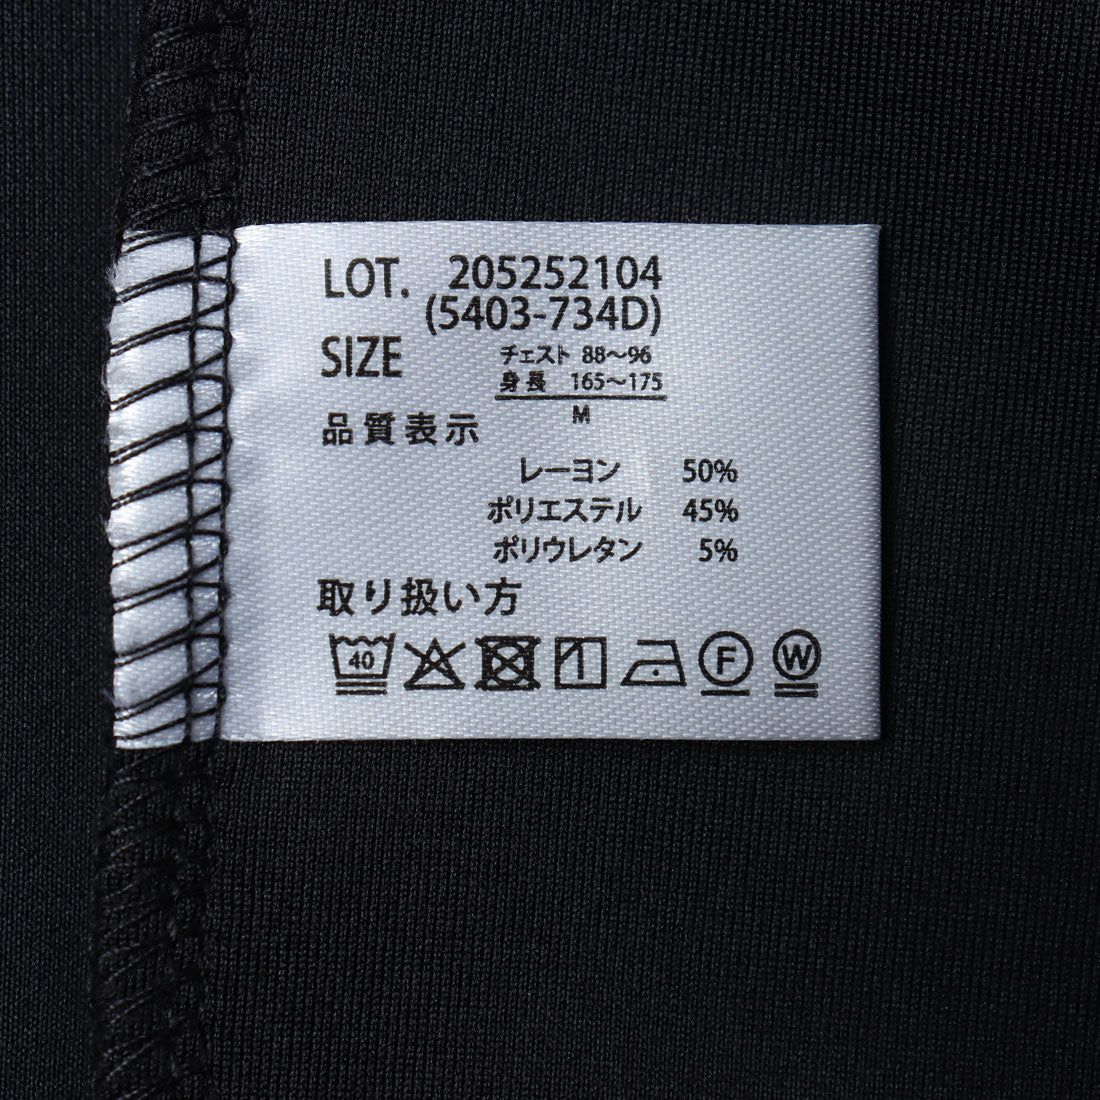 LOT. 205252104
(5403-734D)
SIZE チェスト 88〜96
身長 165〜175
M
品質表示
レーヨン 50%
ポリエステル 45%
ポリウレタン 5%
取り扱い方
40 F W